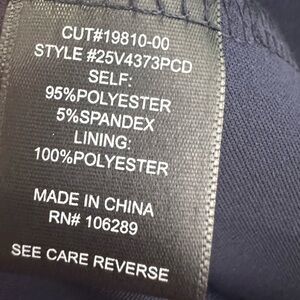 CUT#19810-00
STYLE #25V4373PCD
SELF:
95%POLYESTER
5%SPANDEX
LINING:
100%POLYESTER
MADE IN CHINA
RN# 106289
SEE CARE REVERSE